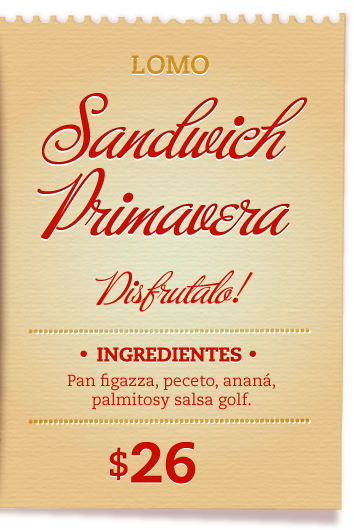 LOMO
Sandwich
Primavera
Disfrutalo!
• INGREDIENTES •
Pan figazza, peceto, ananá,
palmitosy salsa golf.
$26